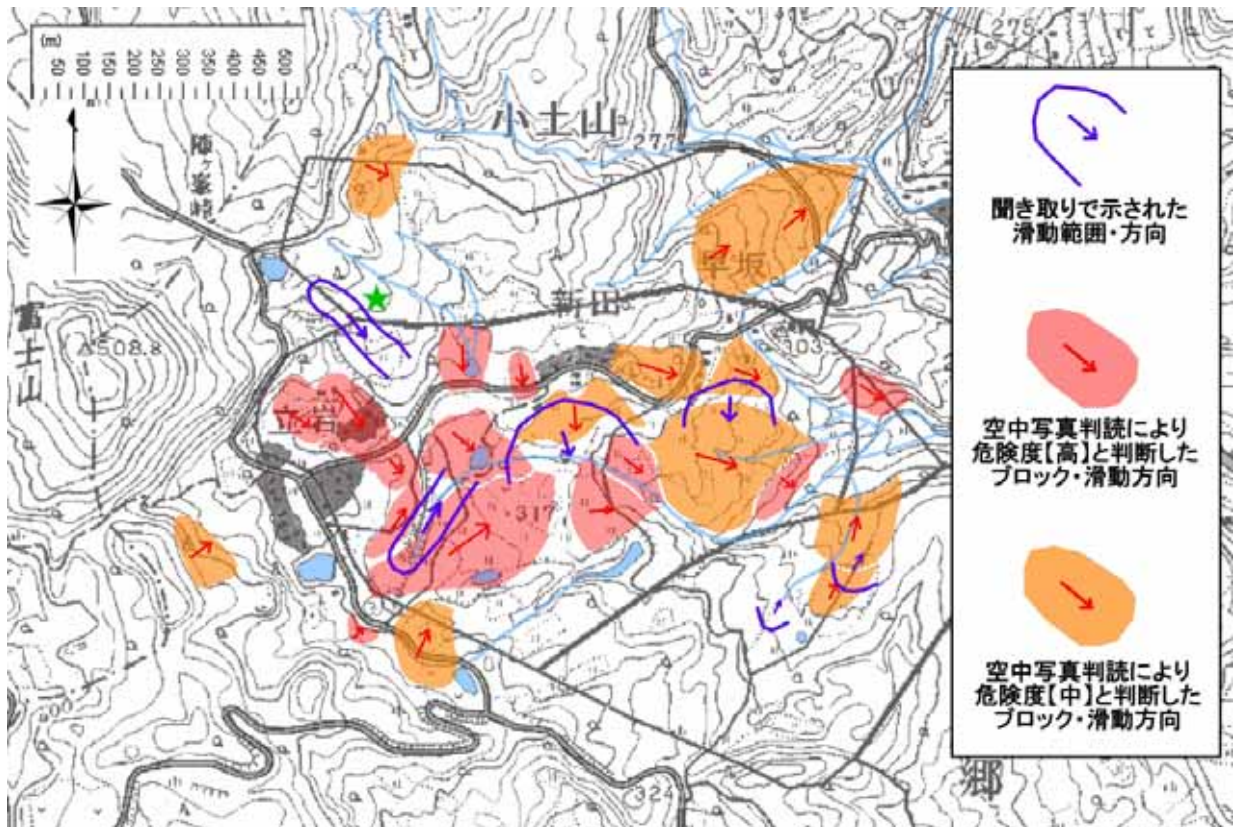 (m)
50
100
150
200
250
300
350
400
450
500
275
小土山
277
陣ヶ峯峠
早坂
新田
富士山
508.8
103
立岩
317
324
郷
聞き取りで示された
滑動範囲・方向
空中写真判読により
危険度【高】と判断した
ブロック・滑動方向
空中写真判読により
危険度【中】と判断した
ブロック・滑動方向